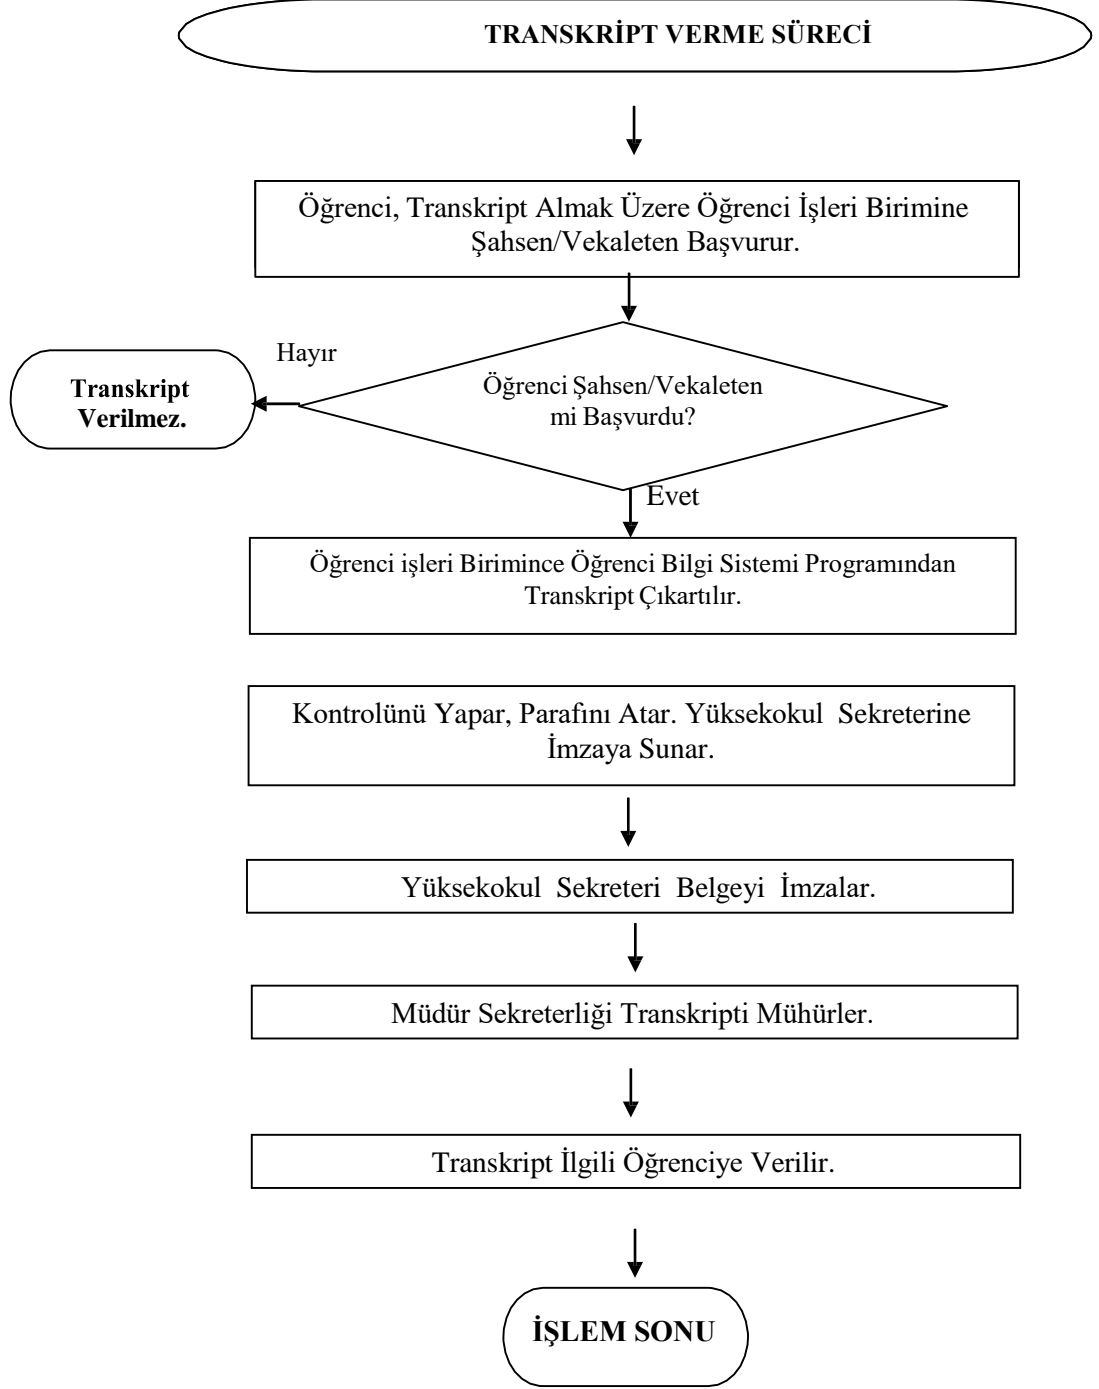 TRANSKRİPT VERME SÜRECİ
Öğrenci, Transkript Almak Üzere Öğrenci İşleri Birimine
Şahsen/Vekaleten Başvurur.
Hayır
Öğrenci Şahsen/Vekaleten
mi Başvurdu?
Transkript
Verilmez.
Evet
Öğrenci işleri Birimince Öğrenci Bilgi Sistemi Programından
Transkript Çıkartılır.
Kontrolünü Yapar, Parafını Atar. Yüksekokul Sekreterine
İmzaya Sunar.
Yüksekokul Sekreteri Belgeyi İmzalar.
Müdür Sekreterliği Transkripti Mühürler.
Transkript İlgili Öğrenciye Verilir.
İŞLEM SONU